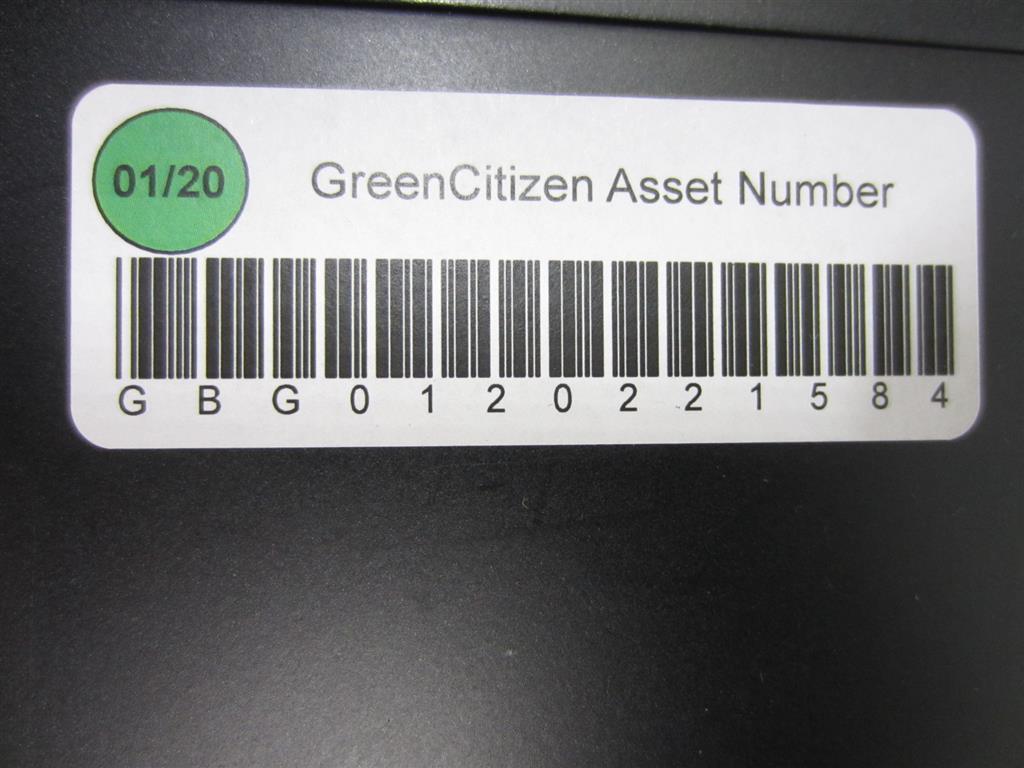 01/20
GreenCitizen Asset Number
G B G 0 1 2 0 2 2 1 5 8 4